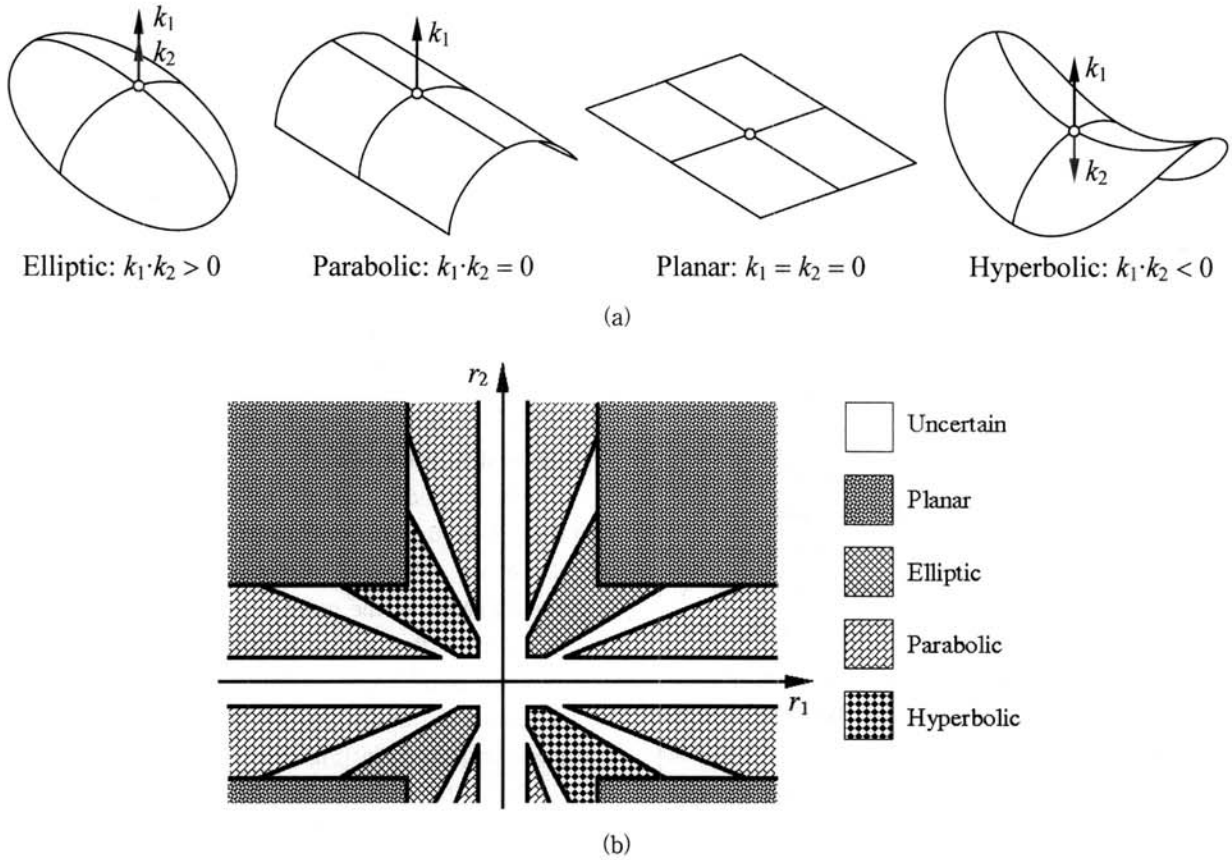 k₁
k₂
k₁
k₁
k₂
Elliptic: k₁·k₂ > 0
Parabolic: k₁·k₂ = 0
Planar: k₁ = k₂ = 0
Hyperbolic: k₁·k₂ < 0
(a)
r₂
r₁
Uncertain
Planar
Elliptic
Parabolic
Hyperbolic
(b)